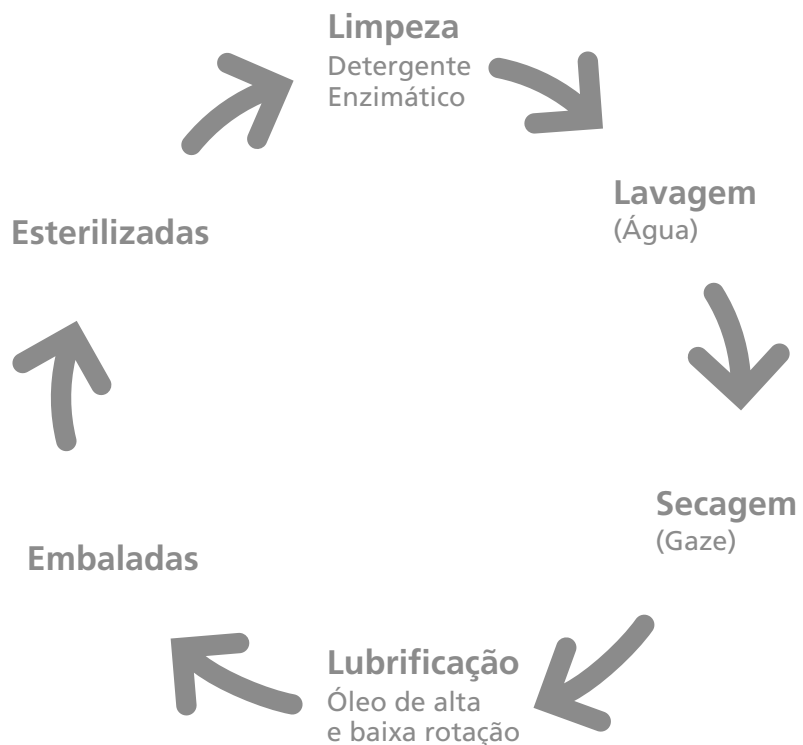 Limpeza
Detergente
Enzimático
Lavagem
(Água)
Secagem
(Gaze)
Lubrificação
Óleo de alta
e baixa rotação
Embaladas
Esterilizadas